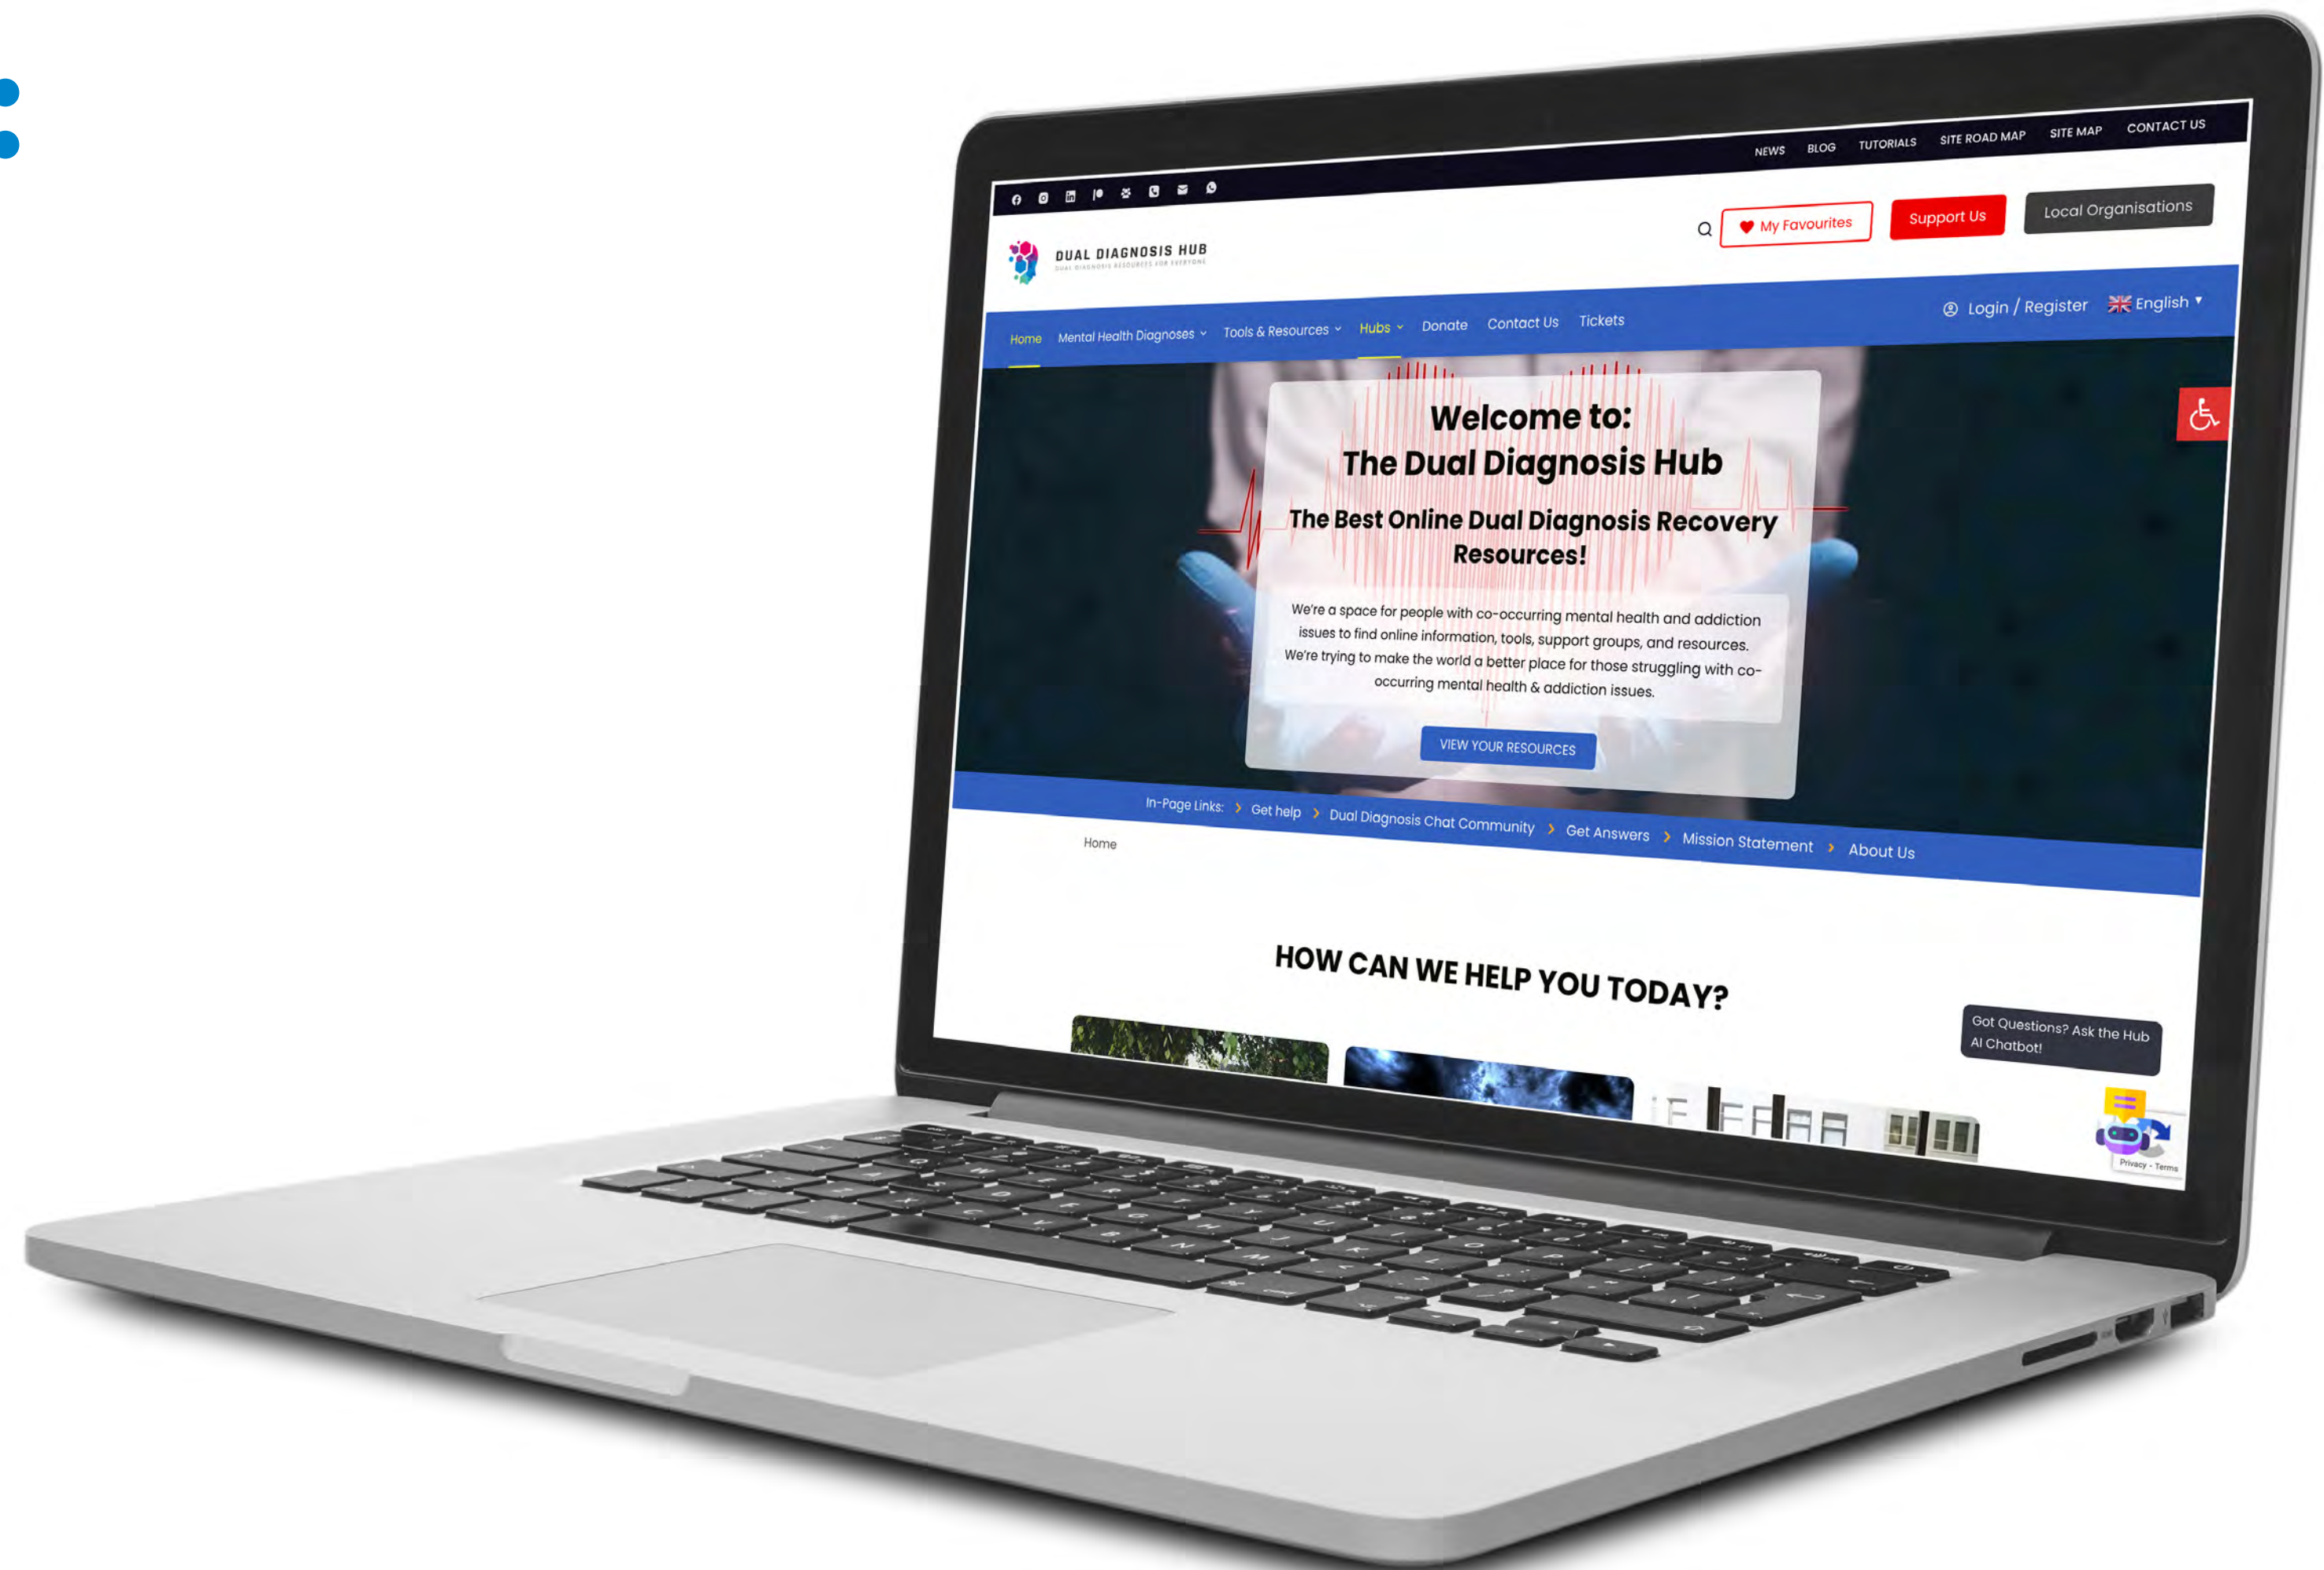 :
NEWS BLOG TUTORIALS SITE ROAD MAP SITE MAP CONTACT US
DUAL DIAGNOSIS HUB
DUAL DIAGNOSIS RESOURCES FOR EVERYONE
My Favourites Support Us Local Organisations
Home Mental Health Diagnoses Tools & Resources Hubs Donate Contact Us Tickets Login / Register English
Welcome to:
The Dual Diagnosis Hub
The Best Online Dual Diagnosis Recovery
Resources!
We're a space for people with co-occurring mental health and addiction
issues to find online information, tools, support groups, and resources.
We're trying to make the world a better place for those struggling with co-
occurring mental health & addiction issues.
VIEW YOUR RESOURCES
In-Page Links: Get help Dual Diagnosis Chat Community Get Answers Mission Statement About Us
Home
HOW CAN WE HELP YOU TODAY?
Got Questions? Ask the Hub
AI Chatbot!
Privacy - Terms